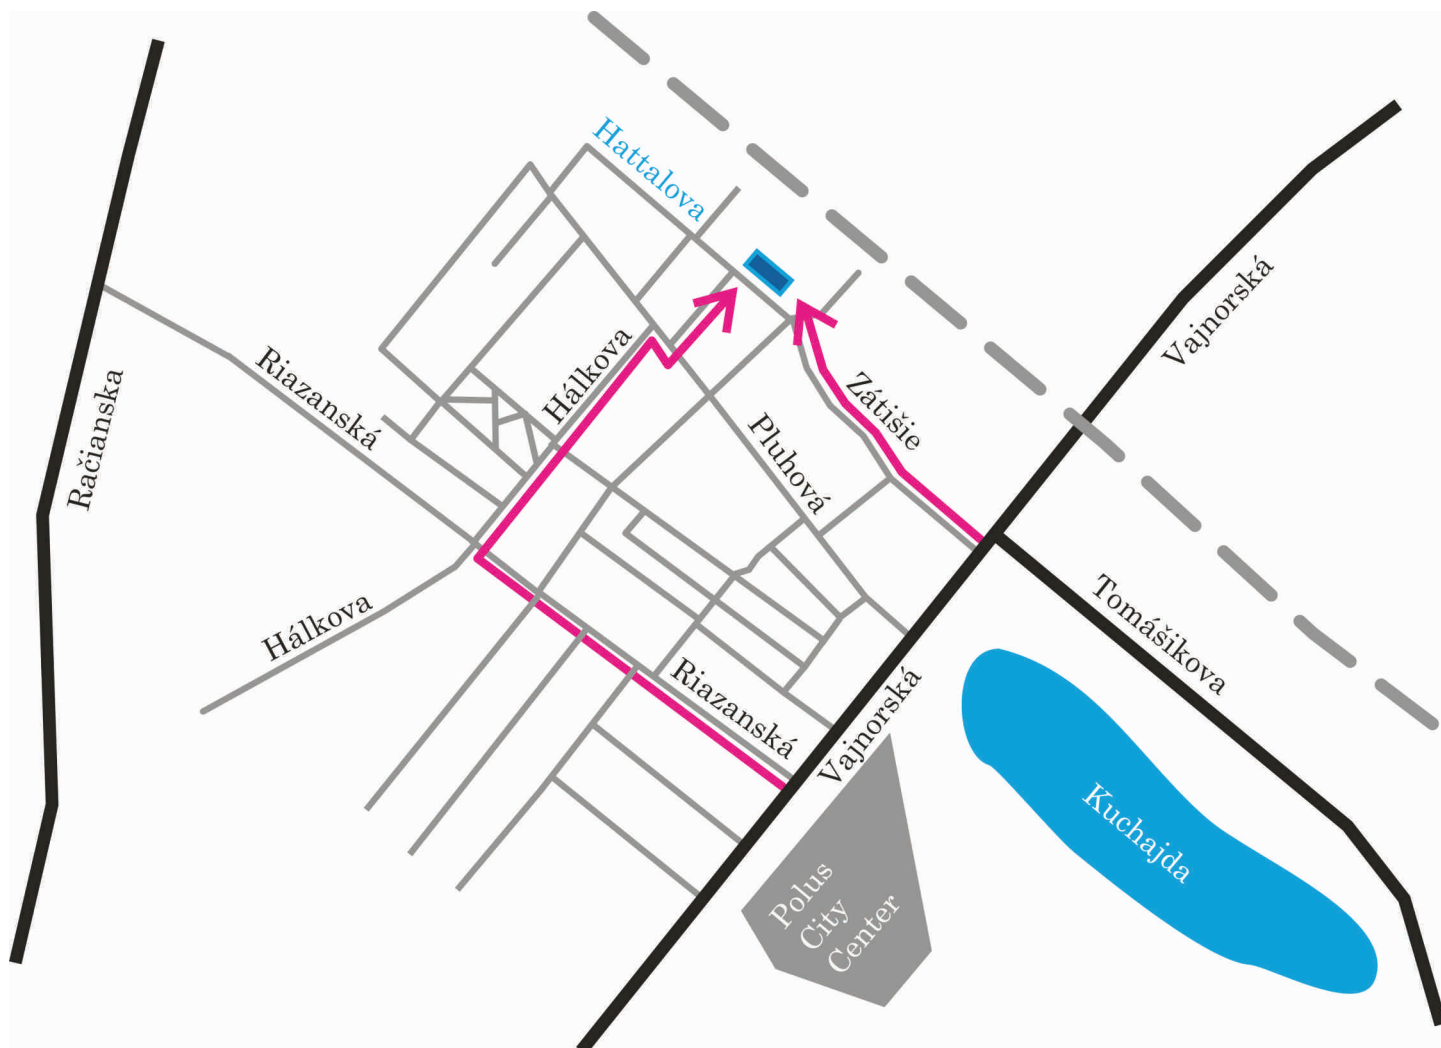 Hattalova
Vajnorská
Riazanská
Hálkova
Zátišie
Račianska
Pluhová
Hálkova
Tomášikova
Riazanská
Vajnorská
Kuchajda
Polus
City
Center